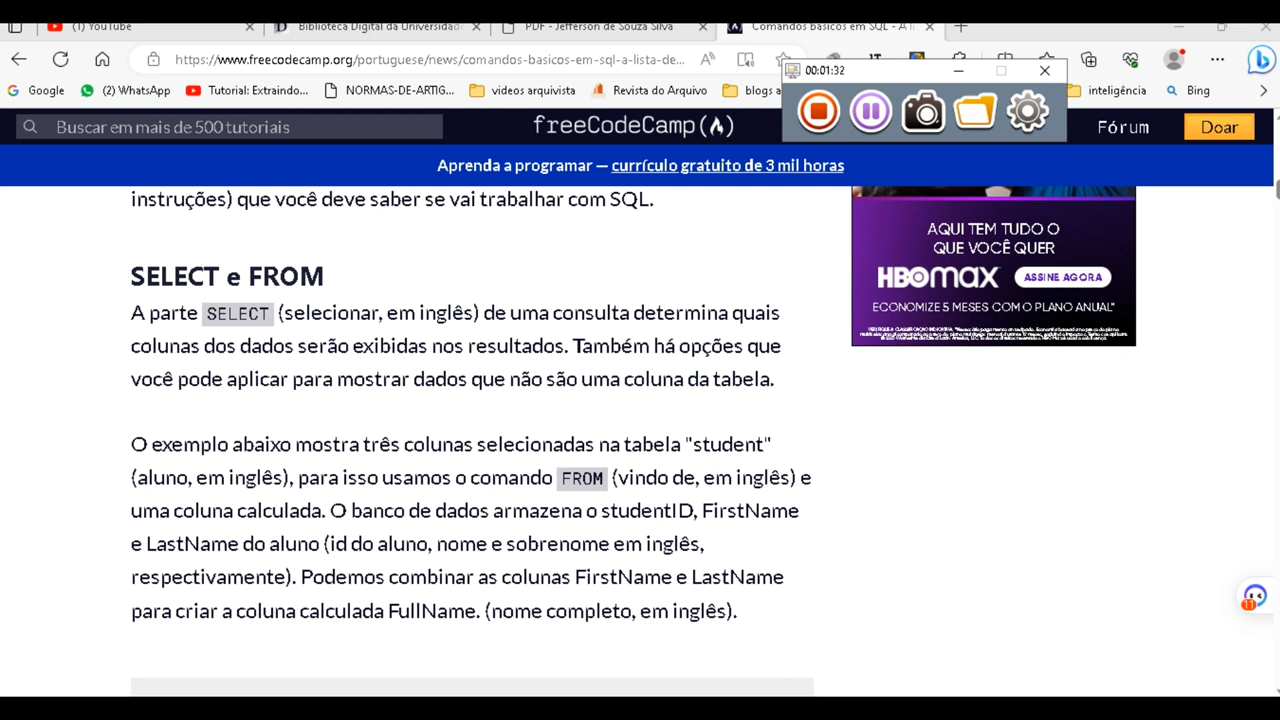 (1) YouTube
Biblioteca Digital da Universidade
PDF - Jefferson de Souza Silva
Comandos básicos em SQL - A li
https://www.freecodecamp.org/portuguese/news/comandos-basicos-em-sql-a-lista-de...
00:01:32
Google
(2) WhatsApp
Tutorial: Extraindo...
NORMAS-DE-ARTIG...
videos arquivista
Revista do Arquivo
blogs a
inteligência
Bing
Buscar em mais de 500 tutoriais
freeCodeCamp
Fórum
Doar
Aprenda a programar — currículo gratuito de 3 mil horas
instruções) que você deve saber se vai trabalhar com SQL.
SELECT e FROM
A parte SELECT (selecionar, em inglês) de uma consulta determina quais
colunas dos dados serão exibidas nos resultados. Também há opções que
você pode aplicar para mostrar dados que não são uma coluna da tabela.
O exemplo abaixo mostra três colunas selecionadas na tabela "student"
(aluno, em inglês), para isso usamos o comando FROM (vindo de, em inglês) e
uma coluna calculada. O banco de dados armazena o studentID, FirstName
e LastName do aluno (id do aluno, nome e sobrenome em inglês,
respectivamente). Podemos combinar as colunas FirstName e LastName
para criar a coluna calculada FullName. (nome completo, em inglês).
AQUI TEM TUDO O
QUE VOCÊ QUER
HBOMAX
ASSINE AGORA
ECONOMIZE 5 MESES COM O PLANO ANUAL*
11